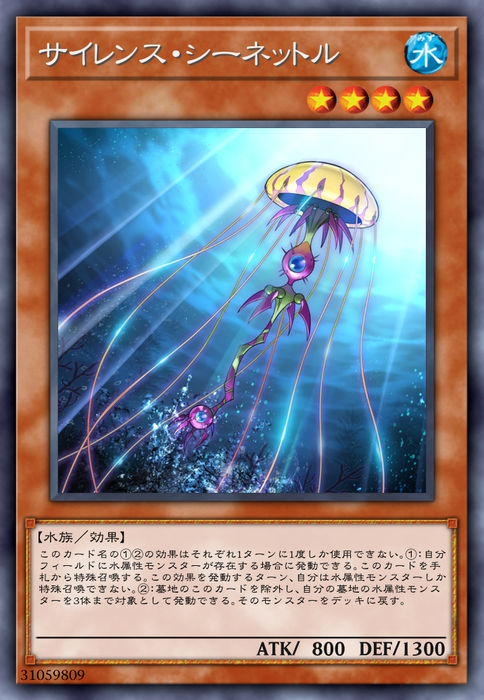 サイレンス・シーネットル
みず
水
【水族／効果】
このカード名の①②の効果はそれぞれ1ターンに1度しか使用できない。①：自分
フィールドに水属性モンスターが存在する場合に発動できる。このカードを手
札から特殊召喚する。この効果を発動するターン、自分は水属性モンスターしか
特殊召喚できない。②：墓地のこのカードを除外し、自分の墓地の水属性モンス
ターを3体まで対象として発動できる。そのモンスターをデッキに戻す。
ATK/ 800 DEF/1300
31059809